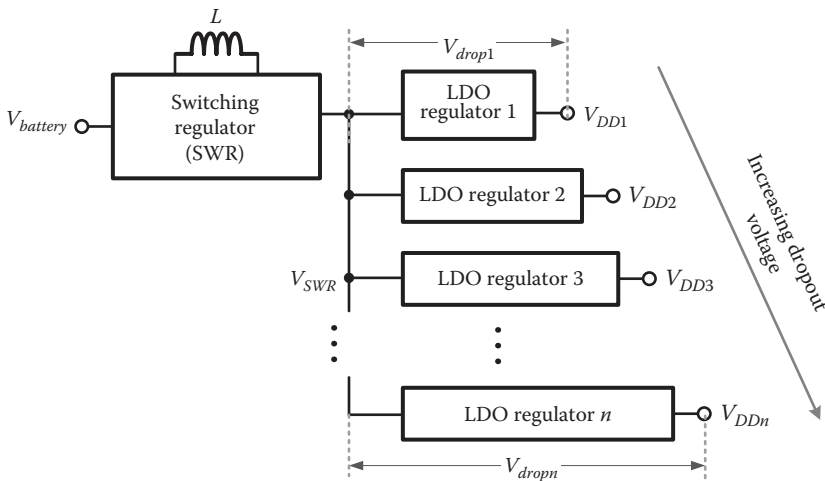 L
V_drop1
V_battery
Switching
regulator
(SWR)
LDO
regulator 1
V_DD1
LDO regulator 2
V_DD2
V_SWR
LDO regulator 3
V_DD3
LDO regulator n
V_DDn
V_dropn
Increasing dropout
voltage